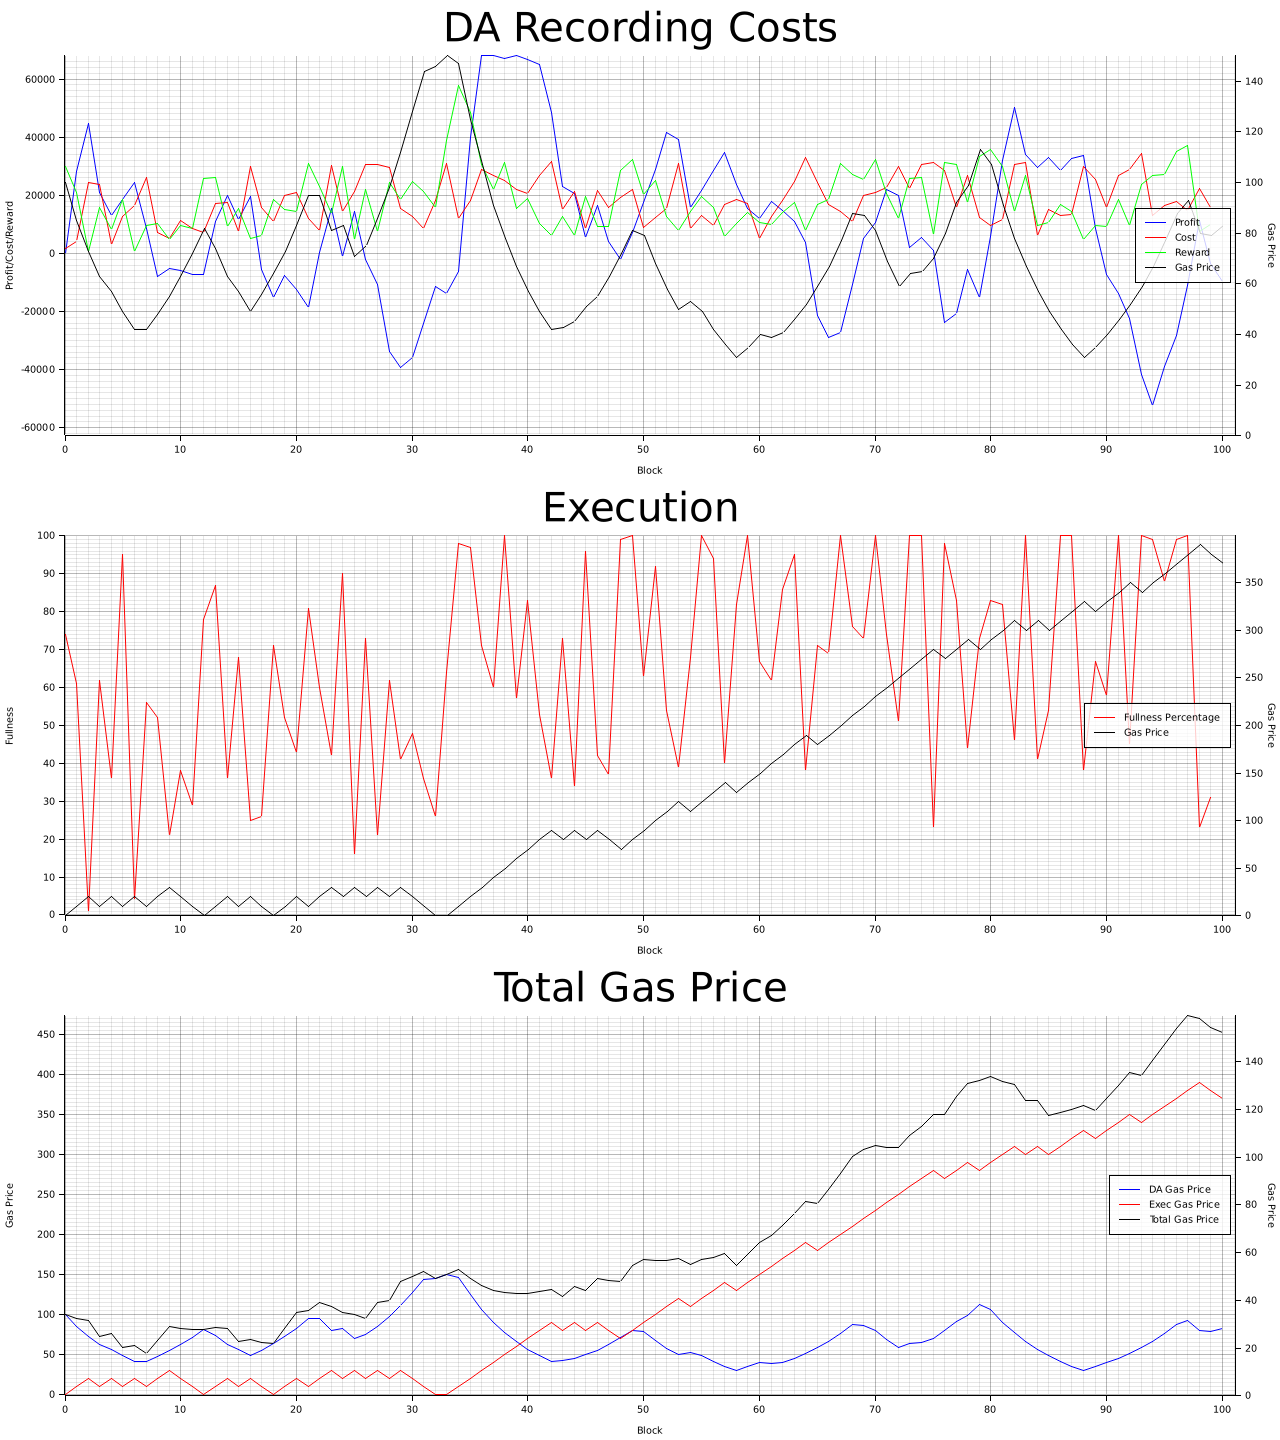 DA Recording Costs
Profit/Cost/Reward
60000
40000
20000
0
-20000
-40000
-60000
140
120
100
80
60
40
20
0
Gas Price
Profit
Cost
Reward
Gas Price
0 10 20 30 40 50 60 70 80 90 100
Block
Execution
Fullness
100
90
80
70
60
50
40
30
20
10
0
350
300
250
200
150
100
50
0
Gas Price
Fullness Percentage
Gas Price
0 10 20 30 40 50 60 70 80 90 100
Block
Total Gas Price
Gas Price
450
400
350
300
250
200
150
100
50
0
140
120
100
80
60
40
20
0
Gas Price
DA Gas Price
Exec Gas Price
Total Gas Price
0 10 20 30 40 50 60 70 80 90 100
Block